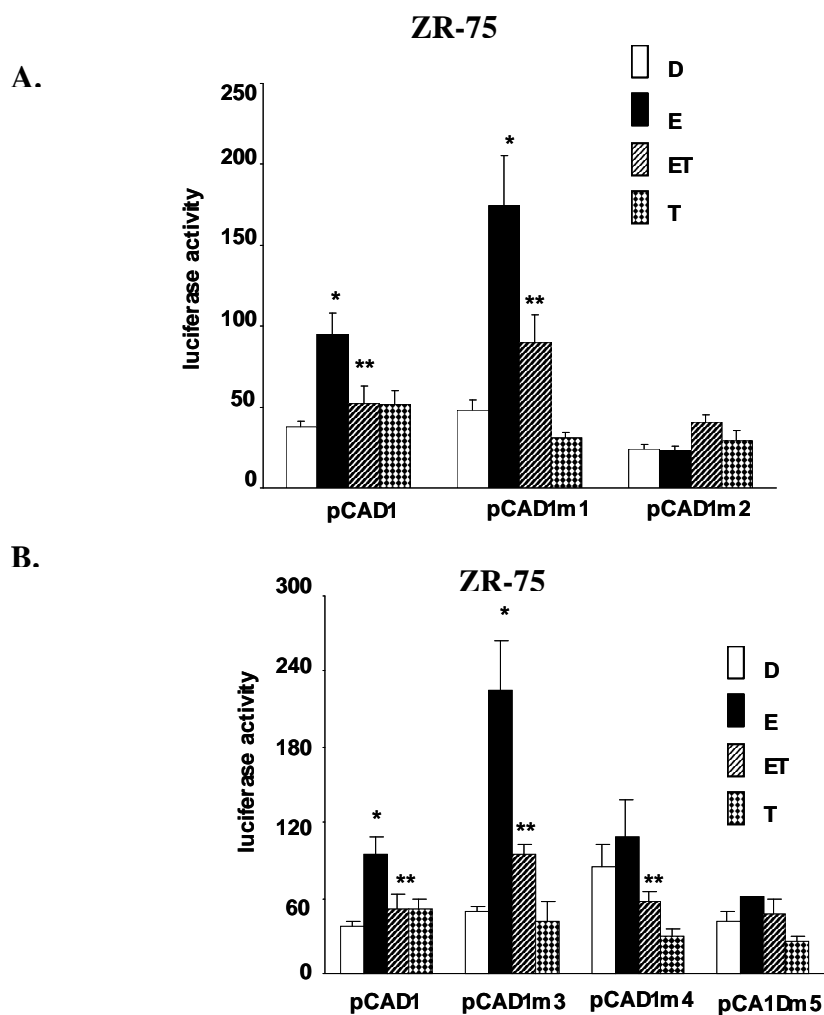 ZR-75
A.
D
E
ET
T
250
200
150
100
50
0
luciferase activity
*
**
*
**
pCAD1
pCAD1m1
pCAD1m2
B.
ZR-75
D
E
ET
T
300
240
180
120
60
0
luciferase activity
*
**
*
**
**
pCAD1
pCAD1m3
pCAD1m4
pCA1Dm5